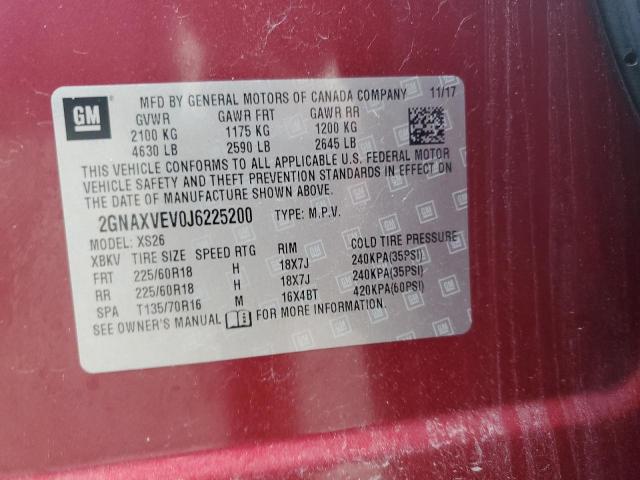 GM
MFD BY GENERAL MOTORS OF CANADA COMPANY 11/17
GVWR GAWR FRT GAWR RR
2100 KG 1175 KG 1200 KG
4630 LB 2590 LB 2645 LB
THIS VEHICLE CONFORMS TO ALL APPLICABLE U.S. FEDERAL MOTOR
VEHICLE SAFETY AND THEFT PREVENTION STANDARDS IN EFFECT ON
THE DATE OF MANUFACTURE SHOWN ABOVE.
2GNAXVEV0J6225200 TYPE: M.P.V.
MODEL: XS26
XBKV TIRE SIZE SPEED RTG RIM COLD TIRE PRESSURE
FRT 225/60R18 H 18X7J 240KPA(35PSI)
RR 225/60R18 H 18X7J 240KPA(35PSI)
SPA T135/70R16 M 16X4BT 420KPA(60PSI)
SEE OWNER'S MANUAL FOR MORE INFORMATION.